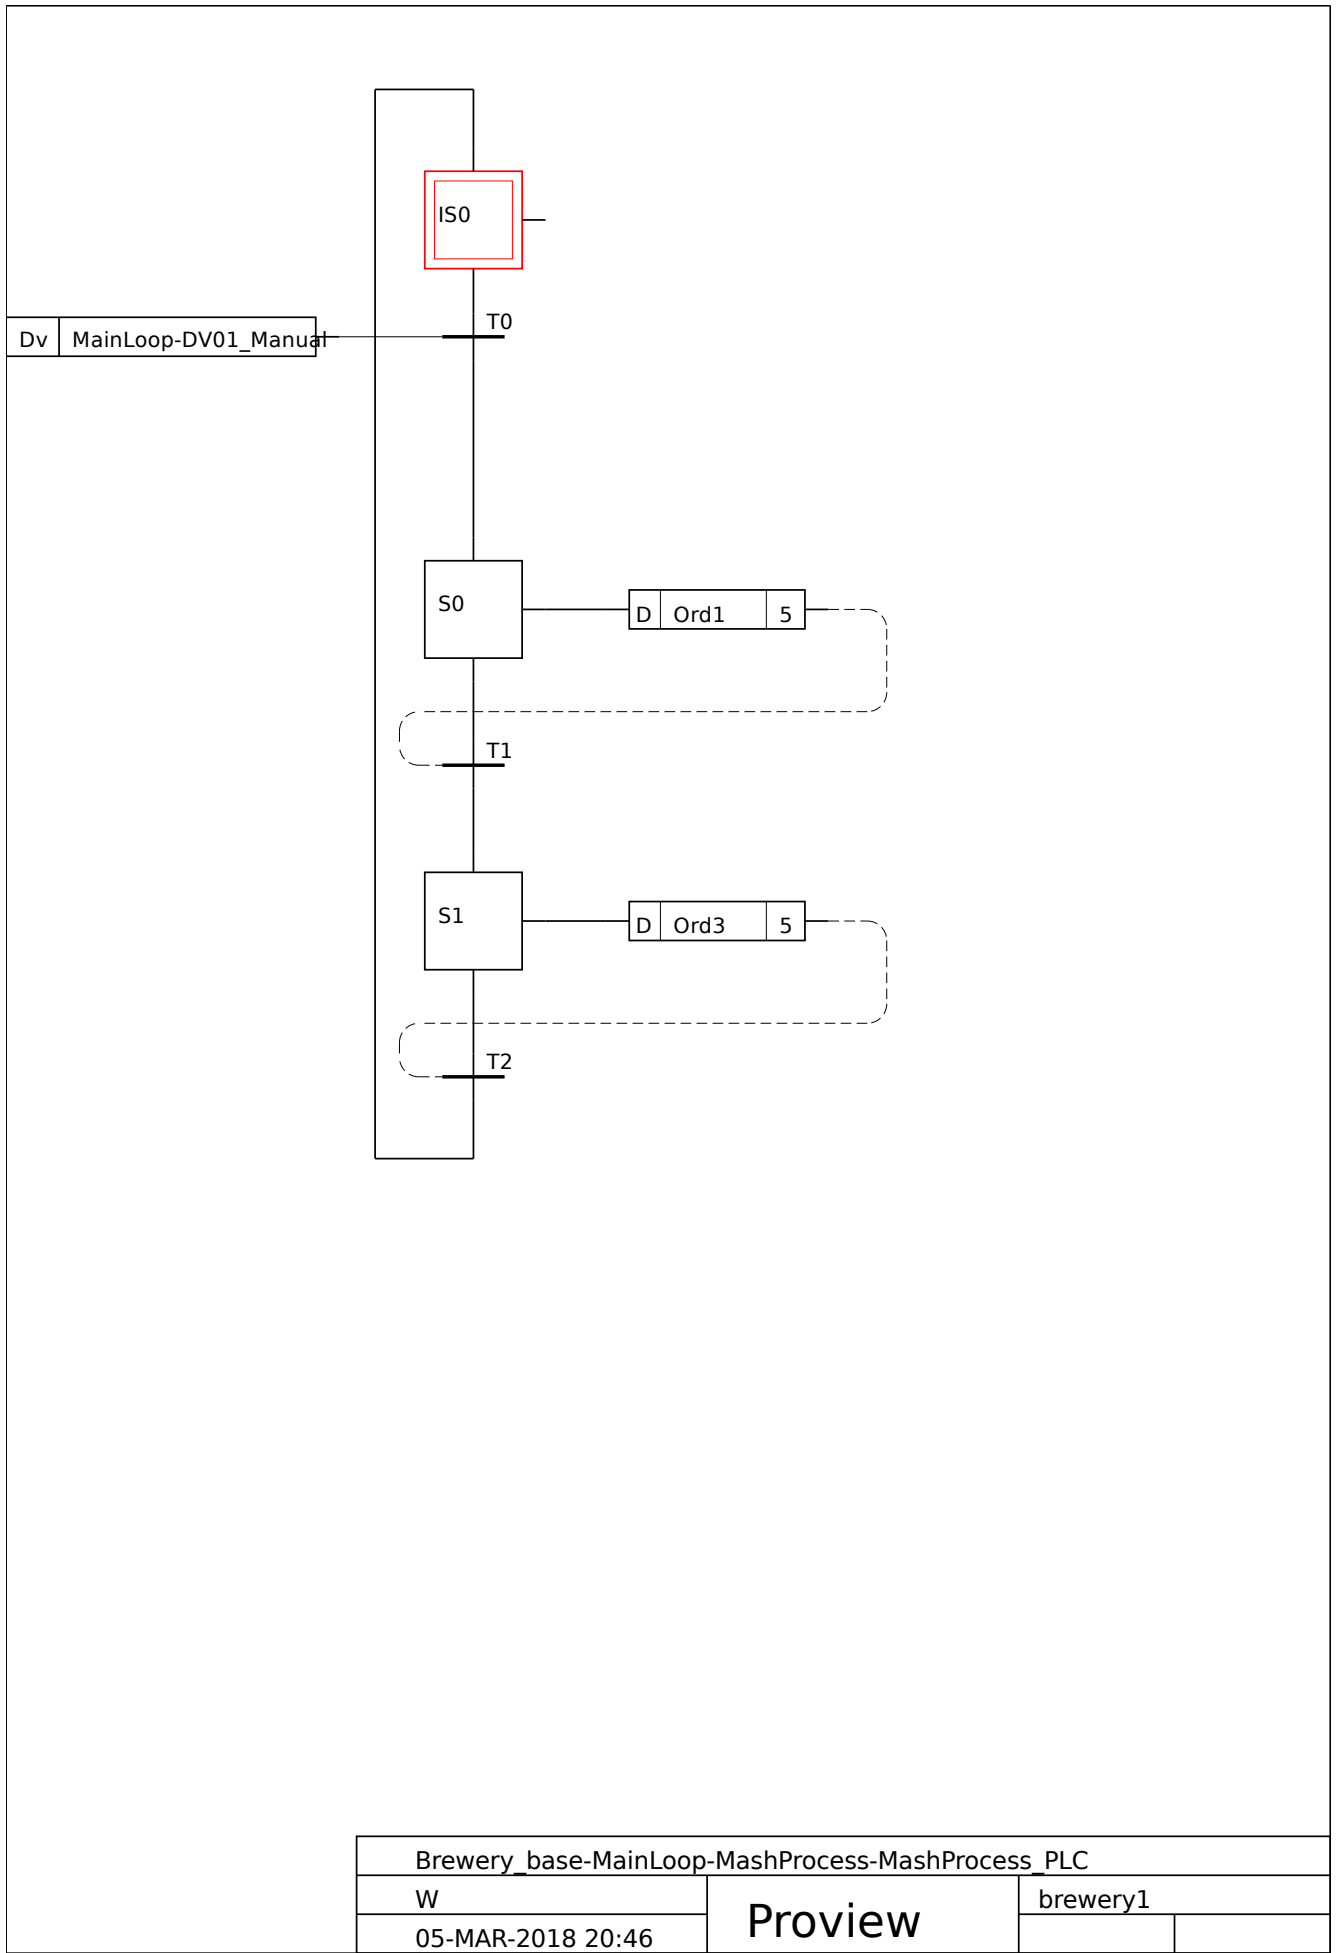 IS0
T0
Dv MainLoop-DV01_Manual
S0
D Ord1 5
T1
S1
D Ord3 5
T2
Brewery_base-MainLoop-MashProcess-MashProcess_PLC
W
Proview
brewery1
05-MAR-2018 20:46